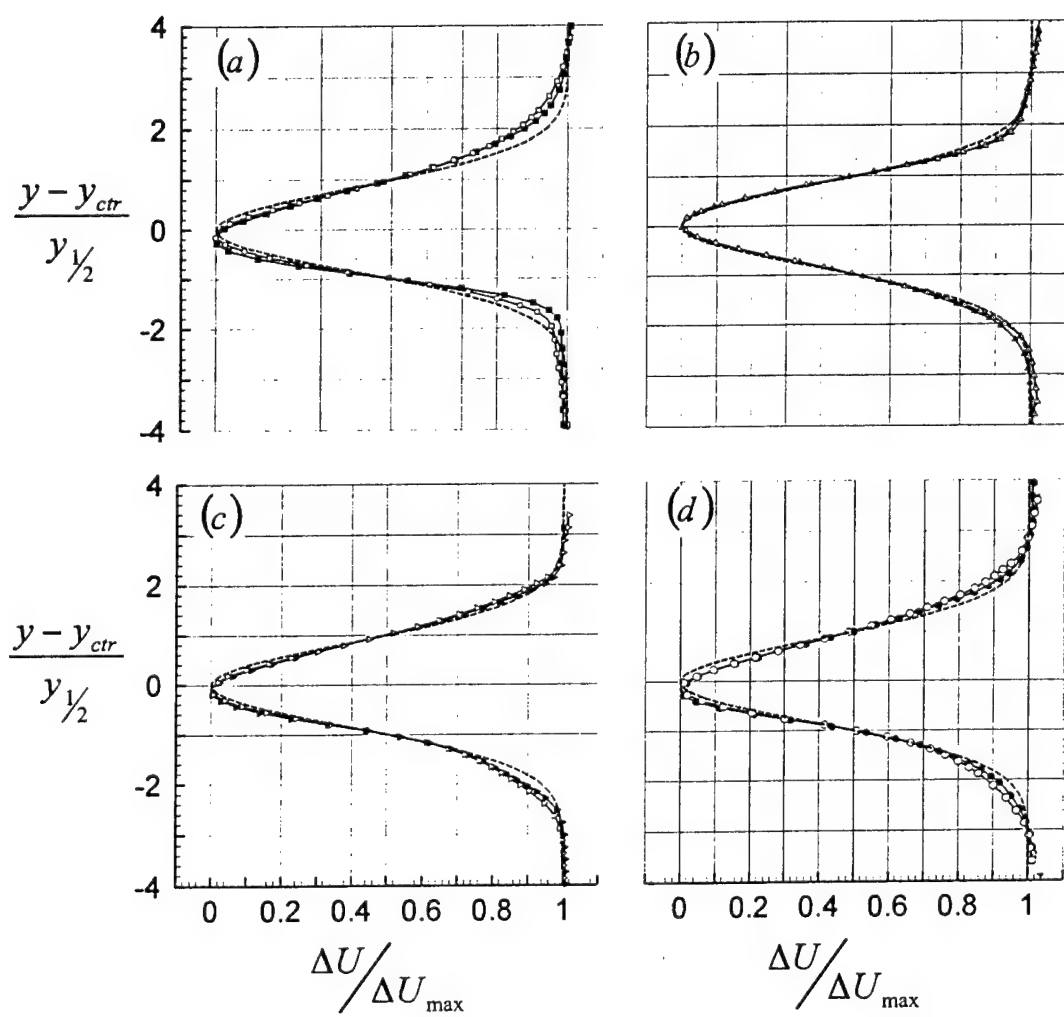 4
2
0
-2
-4
(a)
(b)
y - y_ctr
y_1/2
4
2
0
-2
-4
(c)
(d)
y - y_ctr
y_1/2
0 0.2 0.4 0.6 0.8 1
0 0.2 0.4 0.6 0.8 1
ΔU/ΔU_max
ΔU/ΔU_max